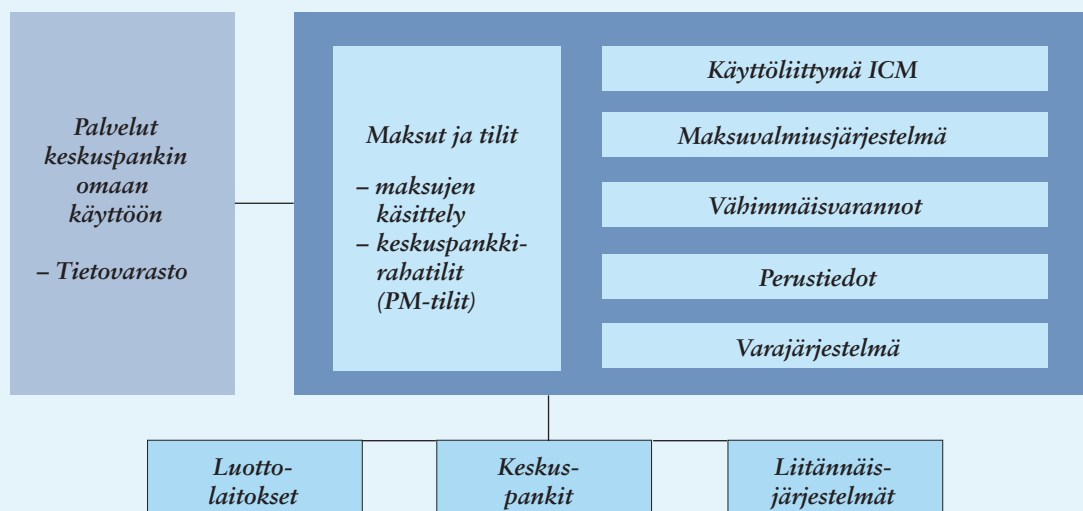 Palvelut
keskuspankin
omaan
käyttöön
– Tietovarasto
Maksut ja tilit
– maksujen
käsittely
– keskuspankki-
rahatilit
(PM-tilit)
Käyttöliittymä ICM
Maksuvalmiusjärjestelmä
Vähimmäisvarannot
Perustiedot
Varajärjestelmä
Luotto-
laitokset
Keskus-
pankit
Liitännäis-
järjestelmät